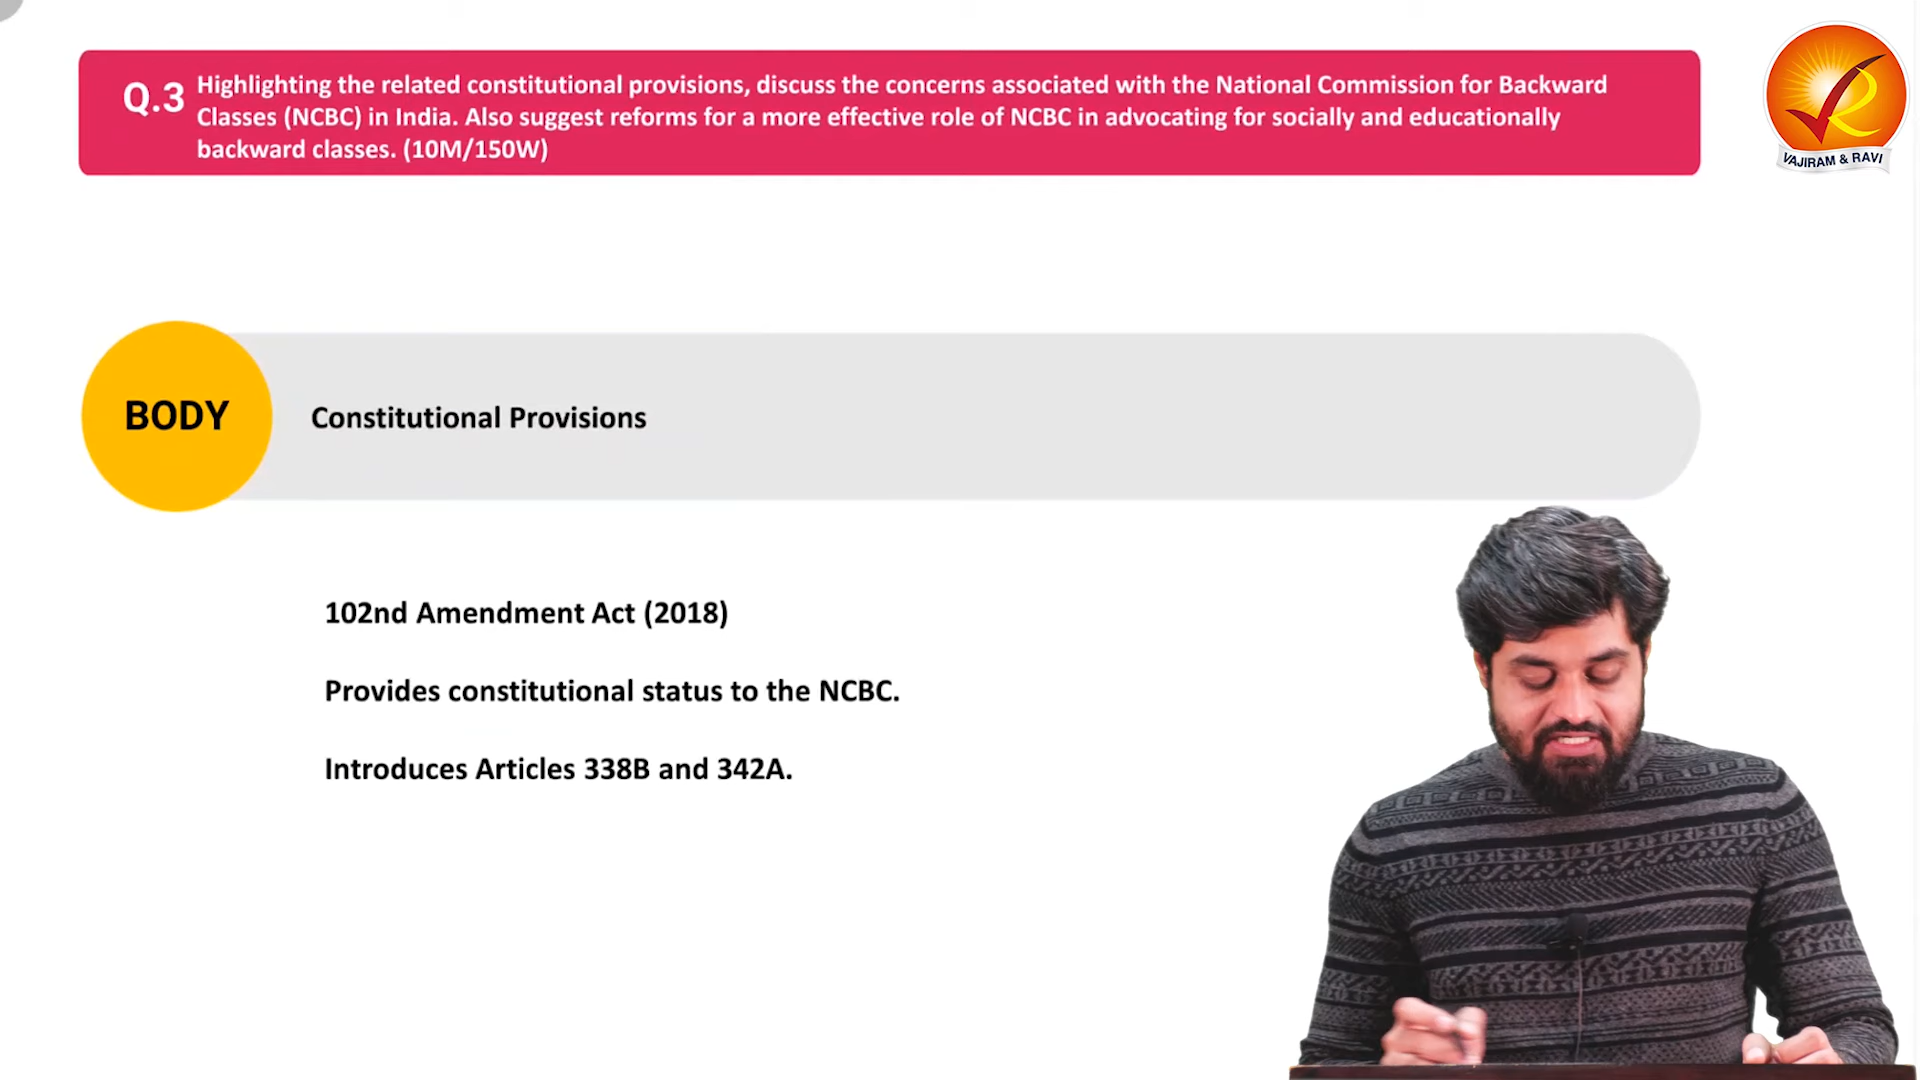 Q.3 Highlighting the related constitutional provisions, discuss the concerns associated with the National Commission for Backward
Classes (NCBC) in India. Also suggest reforms for a more effective role of NCBC in advocating for socially and educationally
backward classes. (10M/150W)
VAJIRAM & RAVI
BODY
Constitutional Provisions
102nd Amendment Act (2018)
Provides constitutional status to the NCBC.
Introduces Articles 338B and 342A.